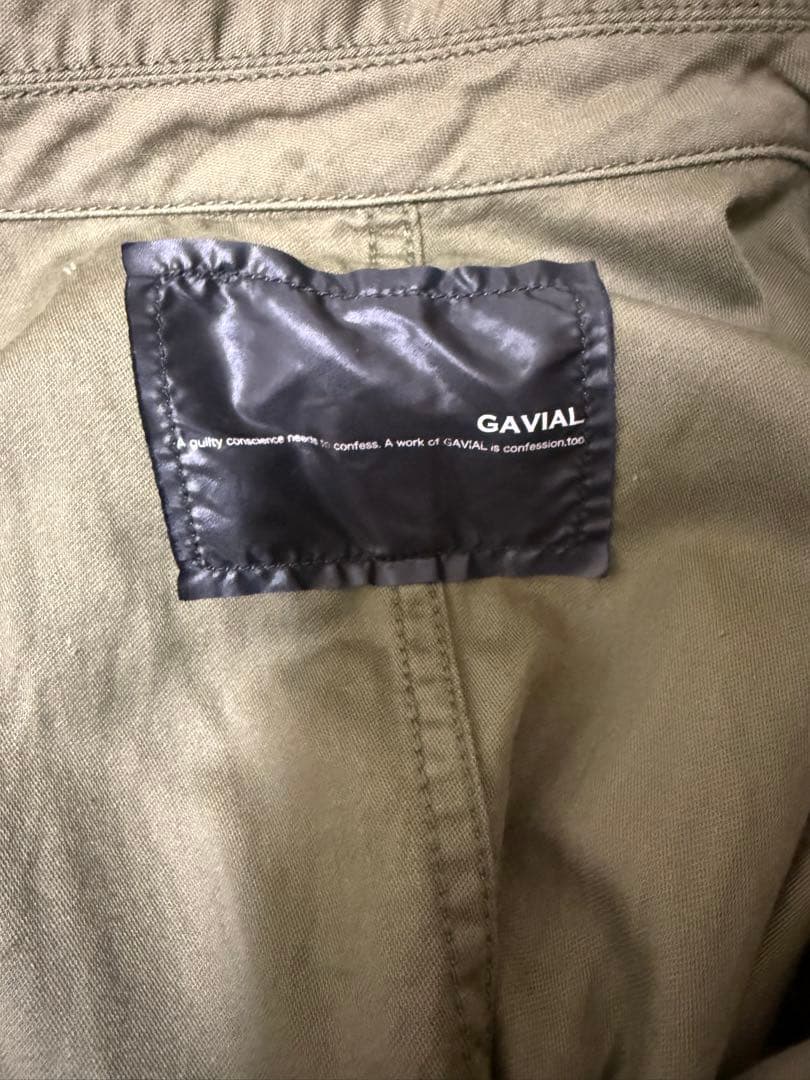 GAVIAL
A guilty conscience needs to confess. A work of GAVIAL is confession.too